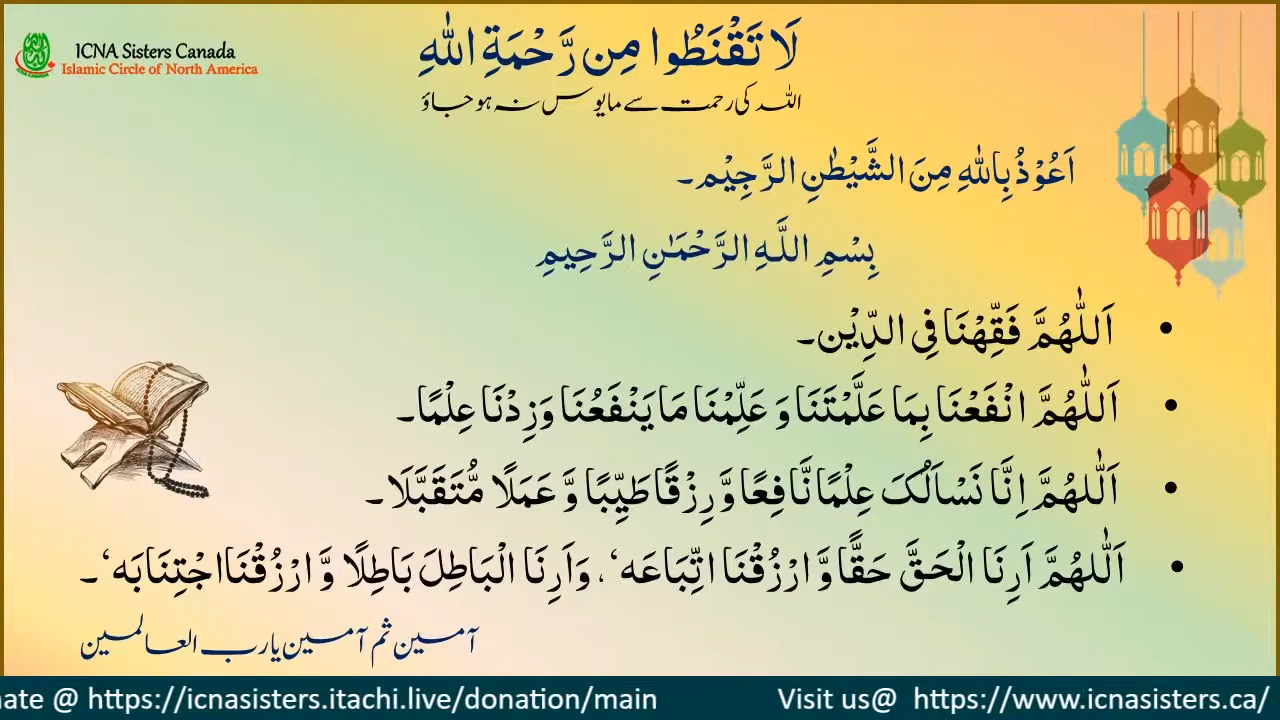 ICNA Sisters Canada
Islamic Circle of North America
لَا تَقْنَطُوا مِن رَّحْمَةِ اللّٰهِ
اللہ کی رحمت سے مایوس نہ ہو جاؤ
اَعُوْذُ بِاللّٰهِ مِنَ الشَّيْطٰنِ الرَّجِيْم۔
بِسْمِ اللَّهِ الرَّحْمَٰنِ الرَّحِيمِ
• اَللّٰهُمَّ فَقِّهْنَا فِي الدِّيْن۔
• اَللّٰهُمَّ انْفَعْنَا بِمَا عَلَّمْتَنَا وَ عَلِّمْنَا مَا يَنْفَعُنَا وَزِدْنَا عِلْمًا۔
• اَللّٰهُمَّ اِنَّا نَسْاَلُکَ عِلْمًا نَّافِعًا وَّ رِزْقًا طَيِّبًا وَّ عَمَلًا مُّتَقَبَّلَا۔
• اَللّٰهُمَّ اَرِنَا الْحَقَّ حَقًّا وَّ ارْزُقْنَا اتِّبَاعَه‘، وَاَرِنَا الْبَاطِلَ بَاطِلًا وَّ ارْزُقْنَا اجْتِنَابَه‘۔
آمین ثم آمین یارب العالمین
nate @ https://icnasisters.itachi.live/donation/main Visit us@ https://www.icnasisters.ca/